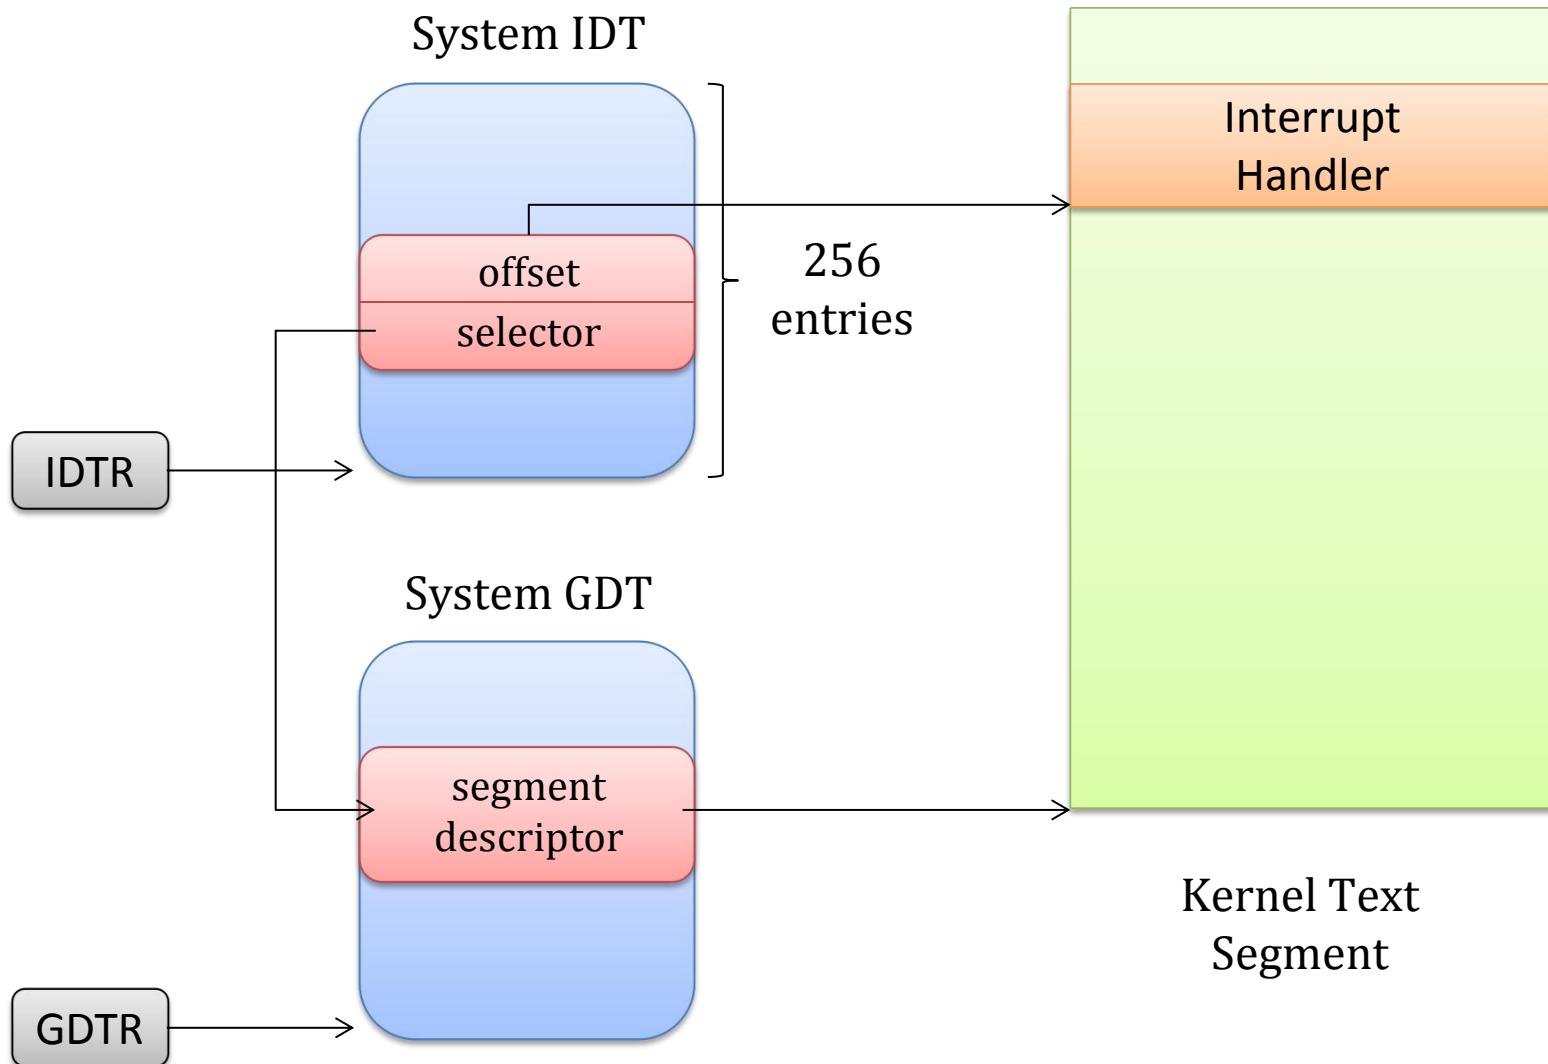 System IDT
Interrupt
Handler
offset
selector
256
entries
IDTR
System GDT
segment
descriptor
Kernel Text
Segment
GDTR